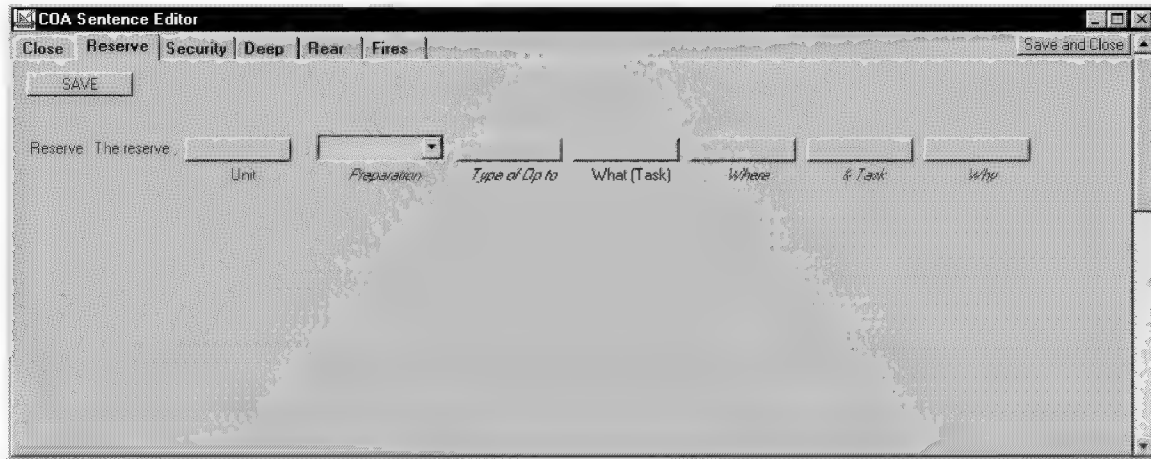 COA Sentence Editor
Close Reserve Security Deep Rear Fires Save and Close
SAVE
Reserve The reserve,
Unit Preparation Type of Op to What (Task) Where & Task Why